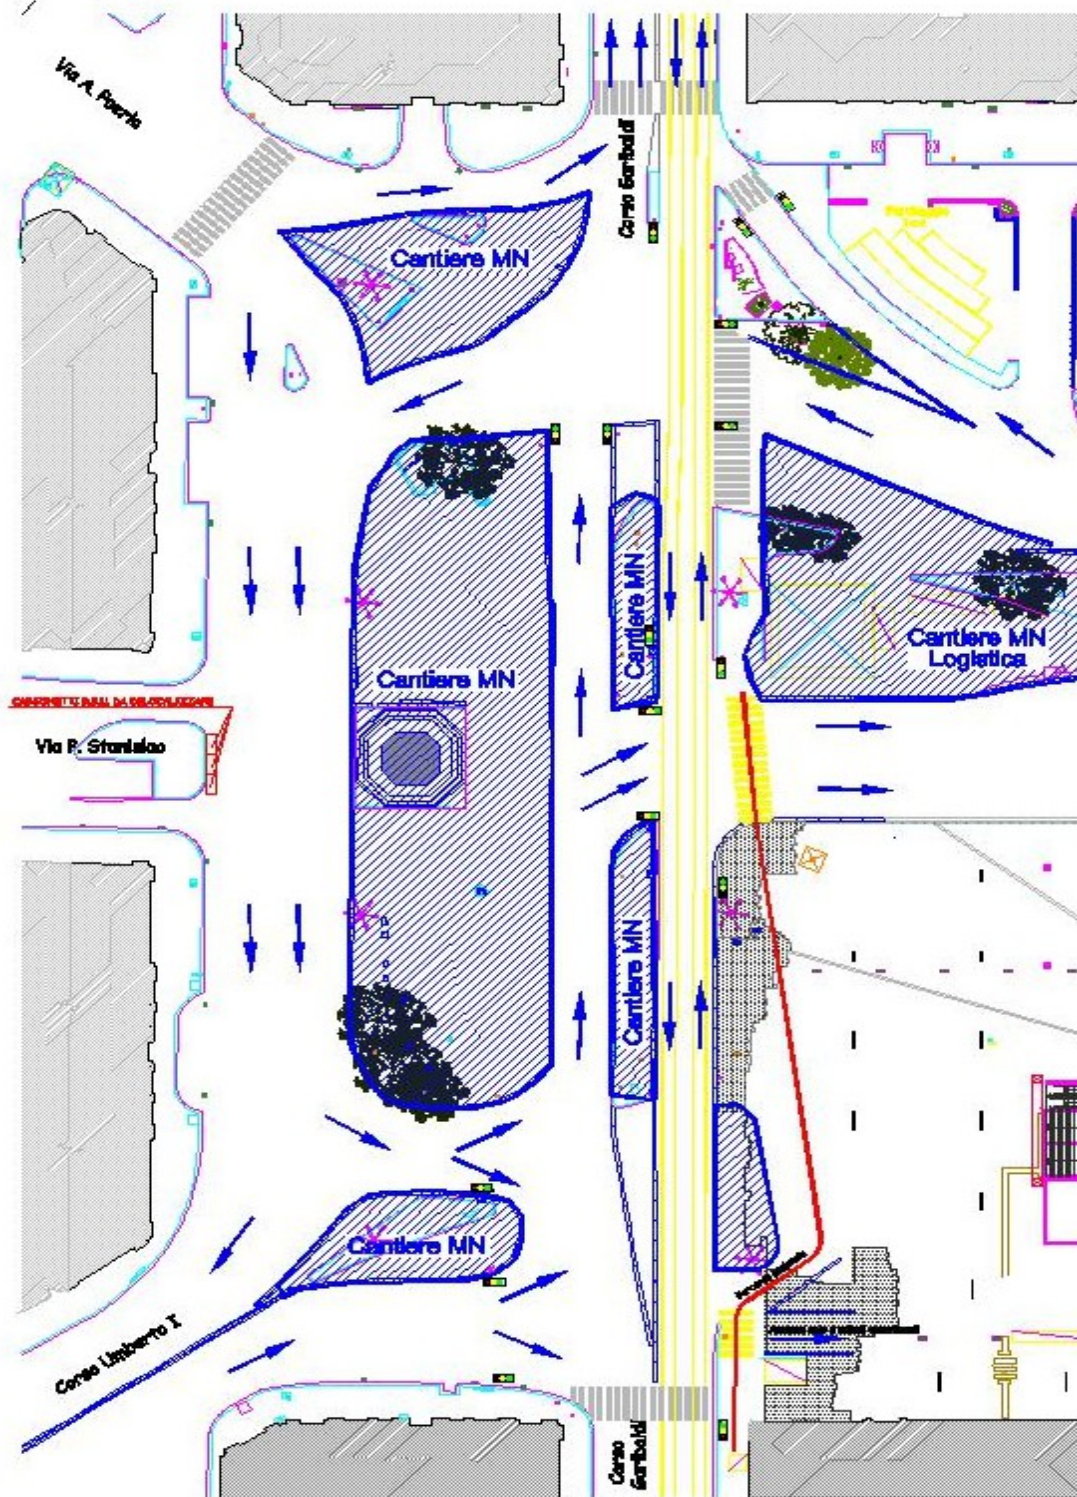 Via A. Poerio
Corso Garibaldi
Cantiere MN
Cantiere MN
Cantiere MN
Logistica
Cantiere MN
Via P. Stanislao
Cantiere MN
Cantiere MN
Corso Umberto I
Corso
Garibaldi